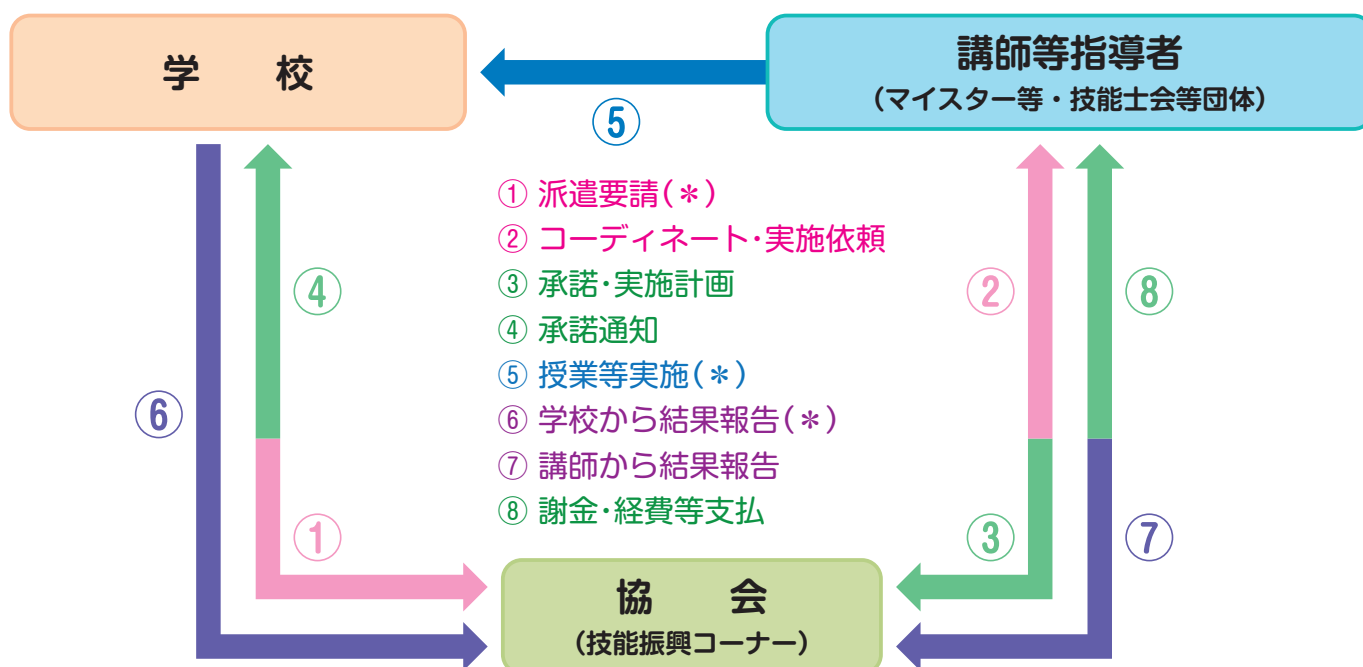 学　校
講師等指導者
（マイスター等・技能士会等団体）
⑤
① 派遣要請（＊）
② コーディネート・実施依頼
③ 承諾・実施計画
④ 承諾通知
⑤ 授業等実施（＊）
⑥ 学校から結果報告（＊）
⑦ 講師から結果報告
⑧ 謝金・経費等支払
④
②
⑧
⑥
①
③
⑦
協　会
（技能振興コーナー）